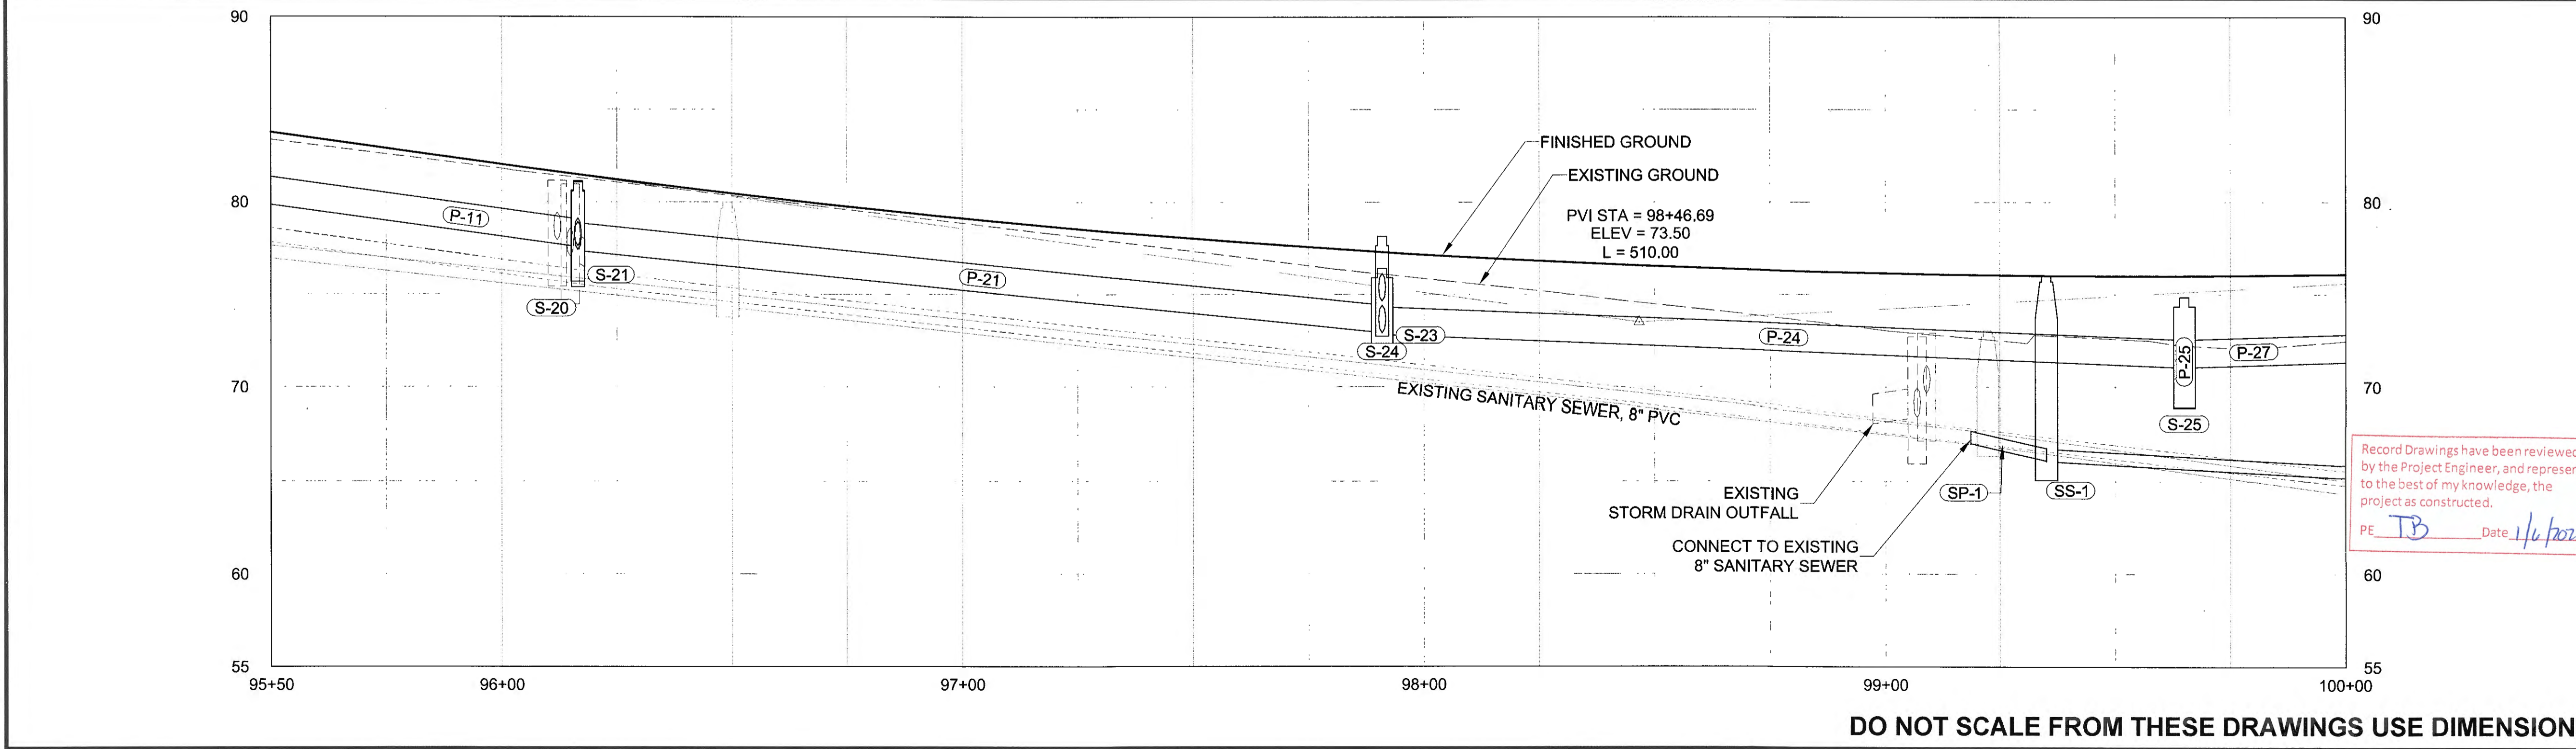 90
90
FINISHED GROUND
EXISTING GROUND
80
80
P-11
PVI STA = 98+46.69
ELEV = 73.50
L = 510.00
S-21
P-21
S-20
S-23
P-24
S-24
P-25
P-27
70
70
EXISTING SANITARY SEWER, 8" PVC
S-25
Record Drawings have been reviewed
by the Project Engineer, and represen
to the best of my knowledge, the
project as constructed.
PE TB Date
EXISTING
STORM DRAIN OUTFALL
SP-1
SS-1
CONNECT TO EXISTING
8" SANITARY SEWER
60
60
55
55
95+50
96+00
97+00
98+00
99+00
100+00
DO NOT SCALE FROM THESE DRAWINGS USE DIMENSION